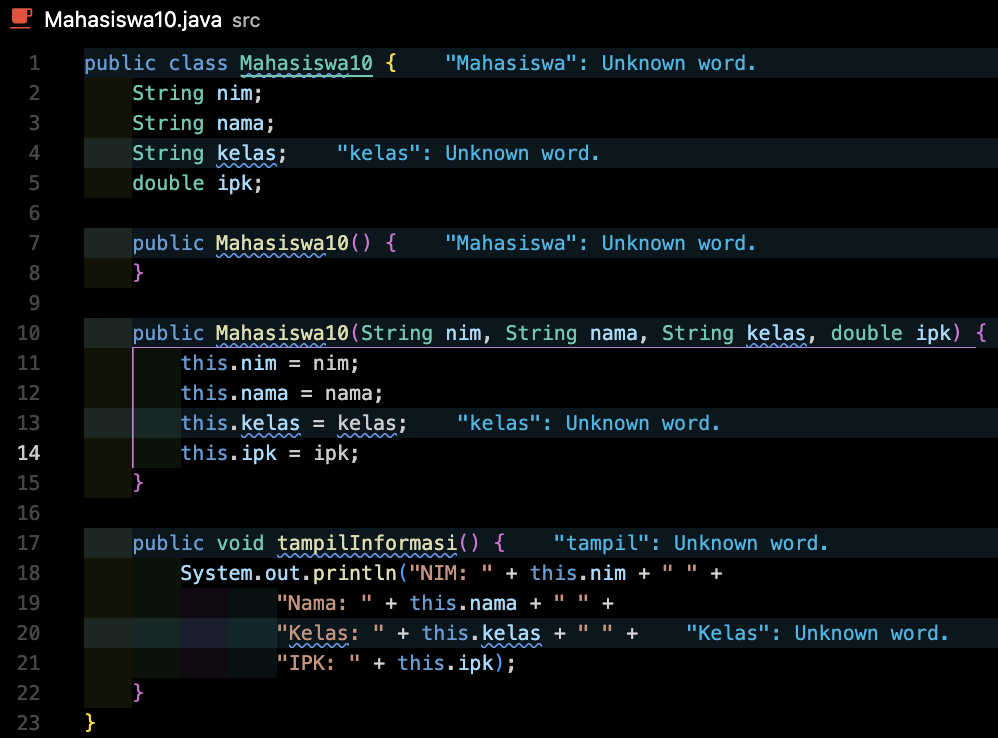 Mahasiswa10.java src
1 public class Mahasiswa10 { "Mahasiswa": Unknown word.
2 String nim;
3 String nama;
4 String kelas; "kelas": Unknown word.
5 double ipk;
6
7 public Mahasiswa10() { "Mahasiswa": Unknown word.
8 }
9
10 public Mahasiswa10(String nim, String nama, String kelas, double ipk) {
11 this.nim = nim;
12 this.nama = nama;
13 this.kelas = kelas; "kelas": Unknown word.
14 this.ipk = ipk;
15 }
16
17 public void tampilInformasi() { "tampil": Unknown word.
18 System.out.println("NIM: " + this.nim + " " +
19 "Nama: " + this.nama + " " +
20 "Kelas: " + this.kelas + " " + "Kelas": Unknown word.
21 "IPK: " + this.ipk);
22 }
23 }